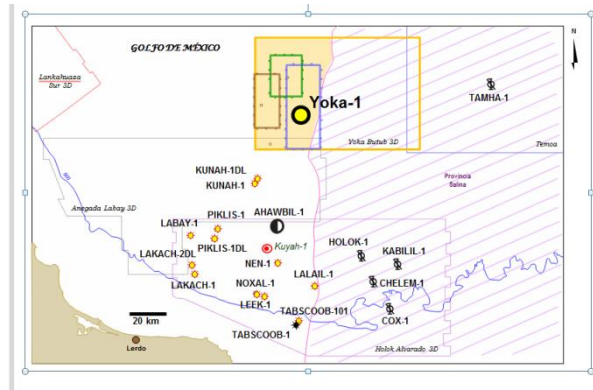 GOLFO DE MÉXICO
N
Lankahuasa
Sur 3D
Yoka-1
TAMHA-1
Yoka Butub 3D
Temoa
KUNAH-1DL
KUNAH-1
Provincia
Salina
Anegada Labay 3D
PIKLIS-1
AHAWBIL-1
LABAY-1
PIKLIS-1DL
Kuyah-1
HOLOK-1
KABILIL-1
LAKACH-2DL
NEN-1
LALAIL-1
LAKACH-1
NOXAL-1
CHELEM-1
LEEK-1
TABSCOOB-101
COX-1
20 km
TABSCOOB-1
Lerdo
Holok Alvarado 3D